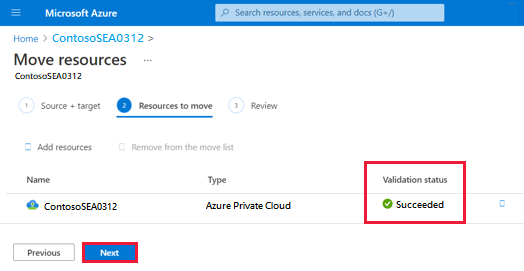 Microsoft Azure
Search resources, services, and docs (G+/)
Home > ContosoSEA0312 >
Move resources ...
ContosoSEA0312
1 Source + target 2 Resources to move 3 Review
Add resources Remove from the move list
Name Type Validation status
ContosoSEA0312 Azure Private Cloud Succeeded
Previous Next